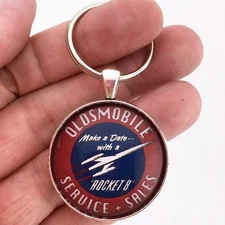 OLDSMOBILE
Make a Date...
with a
"ROCKET 8"
SERVICE + SALES